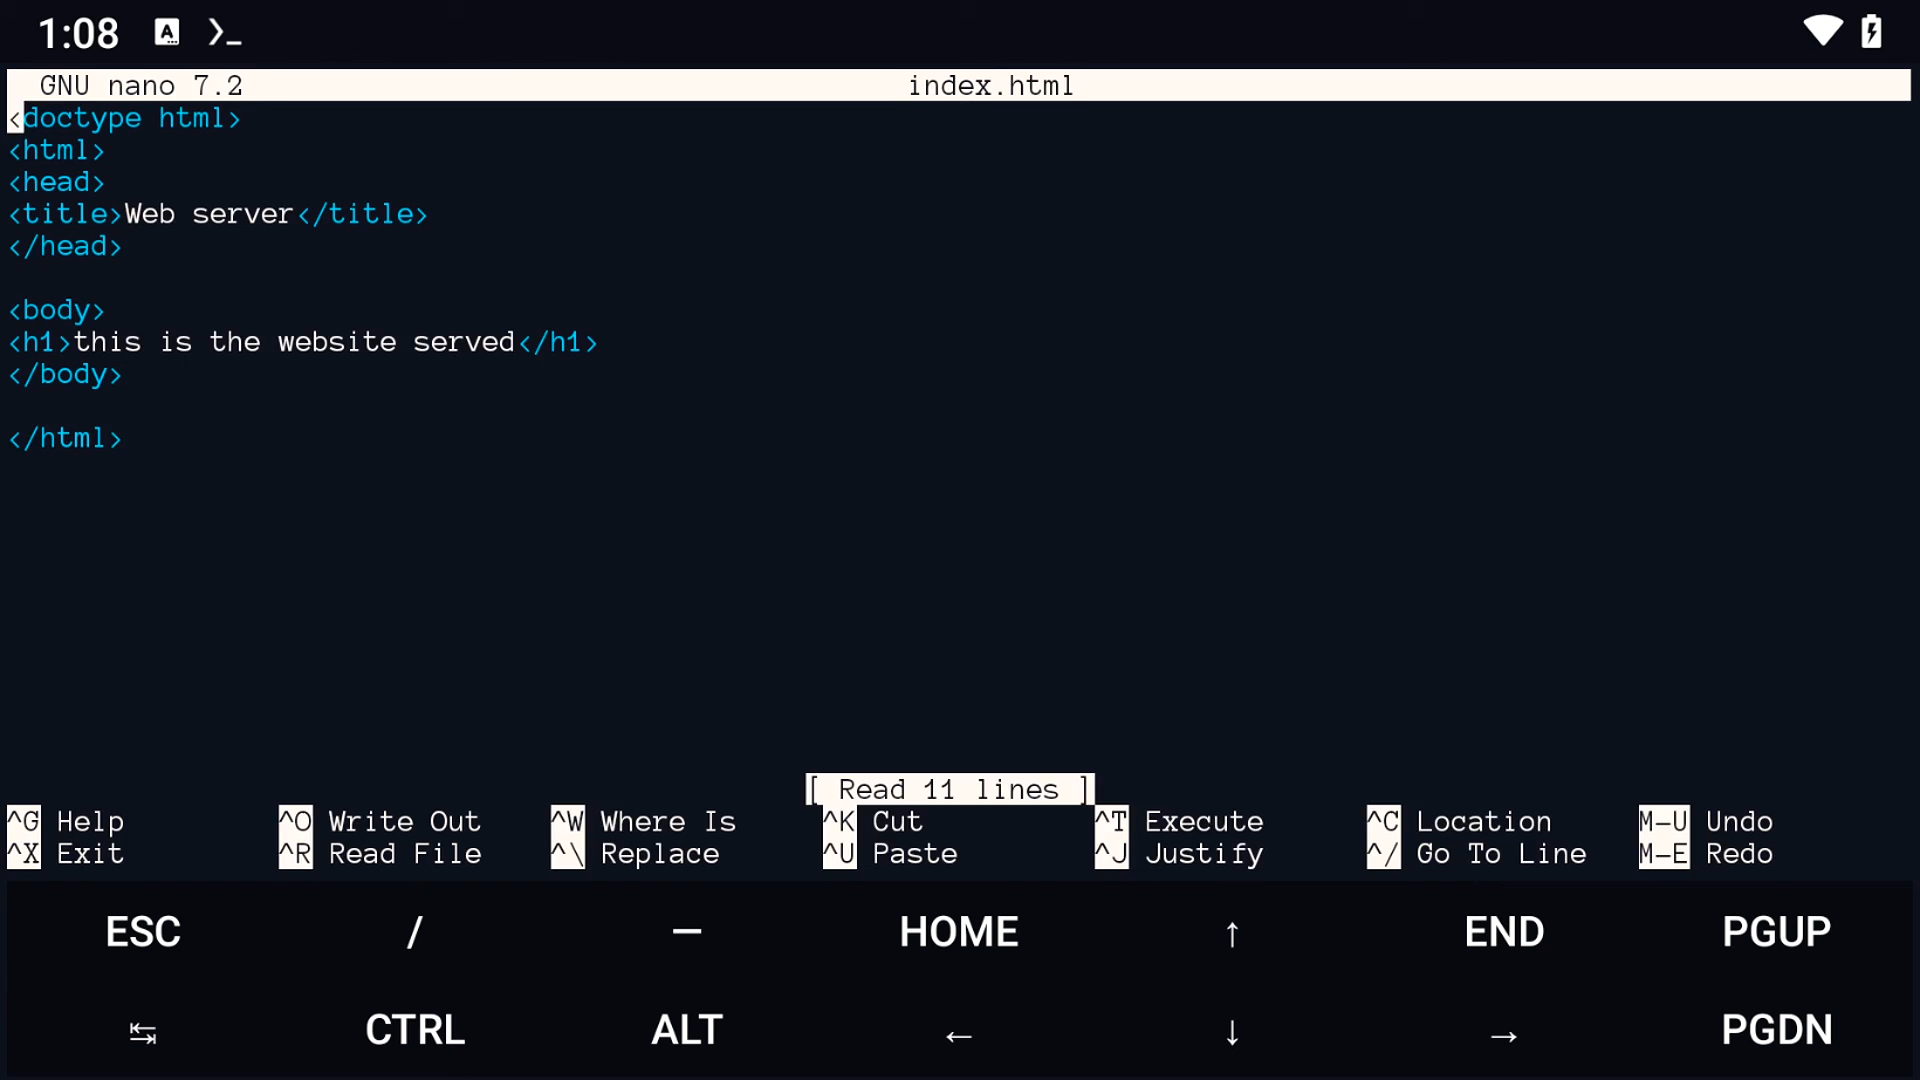 1:08
GNU nano 7.2 index.html
<doctype html>
<html>
<head>
<title>Web server</title>
</head>
<body>
<h1>this is the website served</h1>
</body>
</html>
[ Read 11 lines ]
^G Help ^O Write Out ^W Where Is ^K Cut ^T Execute ^C Location M-U Undo
^X Exit ^R Read File ^\ Replace ^U Paste ^J Justify ^/ Go To Line M-E Redo
ESC / — HOME ↑ END PGUP
↹ CTRL ALT ← ↓ → PGDN